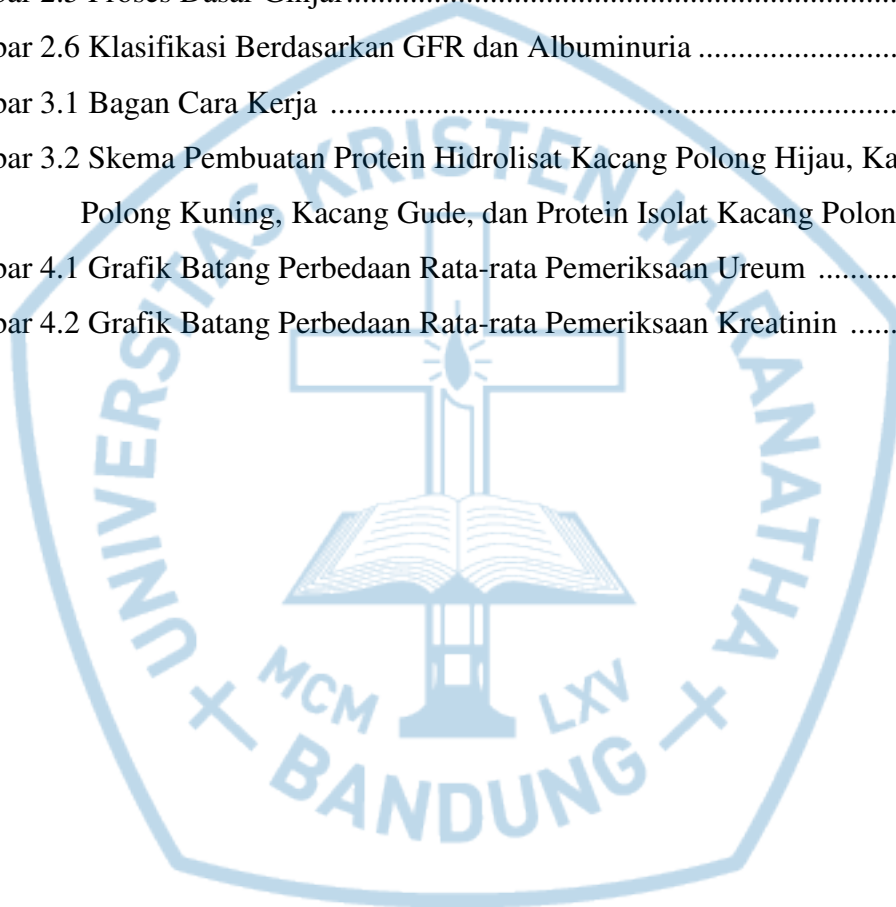 bar 2.5 Proses Dasar Ginjal
bar 2.6 Klasifikasi Berdasarkan GFR dan Albuminuria
bar 3.1 Bagan Cara Kerja
bar 3.2 Skema Pembuatan Protein Hidrolisat Kacang Polong Hijau, Ka
Polong Kuning, Kacang Gude, dan Protein Isolat Kacang Polon
bar 4.1 Grafik Batang Perbedaan Rata-rata Pemeriksaan Ureum
bar 4.2 Grafik Batang Perbedaan Rata-rata Pemeriksaan Kreatinin
UNIVERSITAS KRISTEN MARANATHA
MCM LXV
BANDUNG